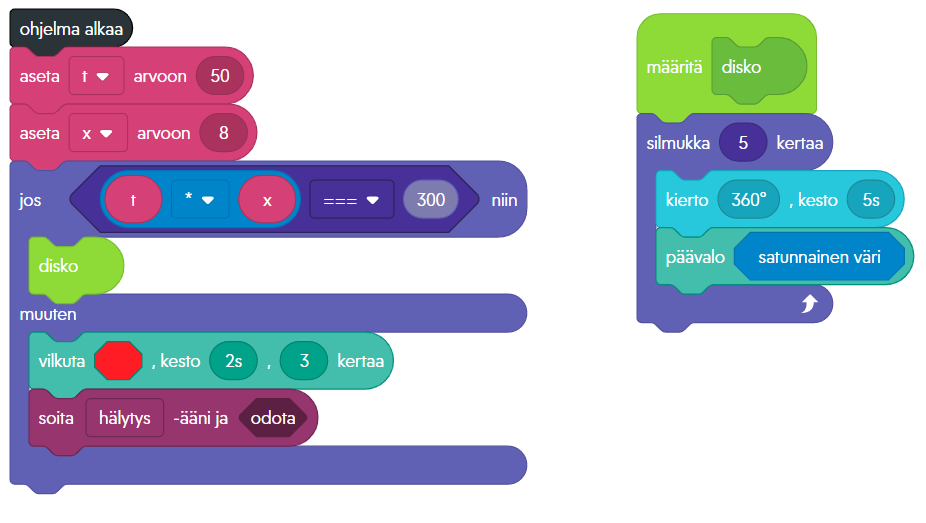 ohjelma alkaa
aseta t arvoon 50
aseta x arvoon 8
jos t * x === 300 niin
disko
muuten
vilkuta , kesto 2s , 3 kertaa
soita hälytys -ääni ja odota
määritä disko
silmukka 5 kertaa
kierto 360° , kesto 5s
päävalo satunnainen väri